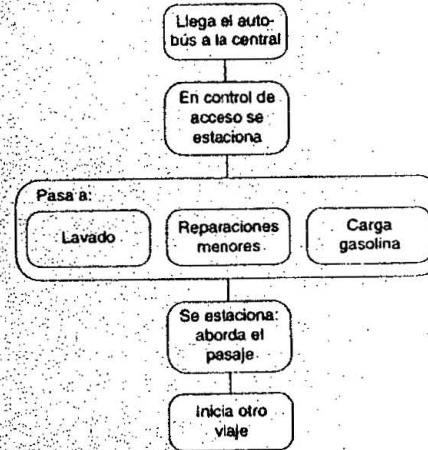 Llega el auto-
bús a la central
En control de
acceso se
estaciona
Pasa a:
Lavado
Reparaciones
menores
Carga
gasolina
Se estaciona:
aborda el
pasaje
Inicia otro
viaje